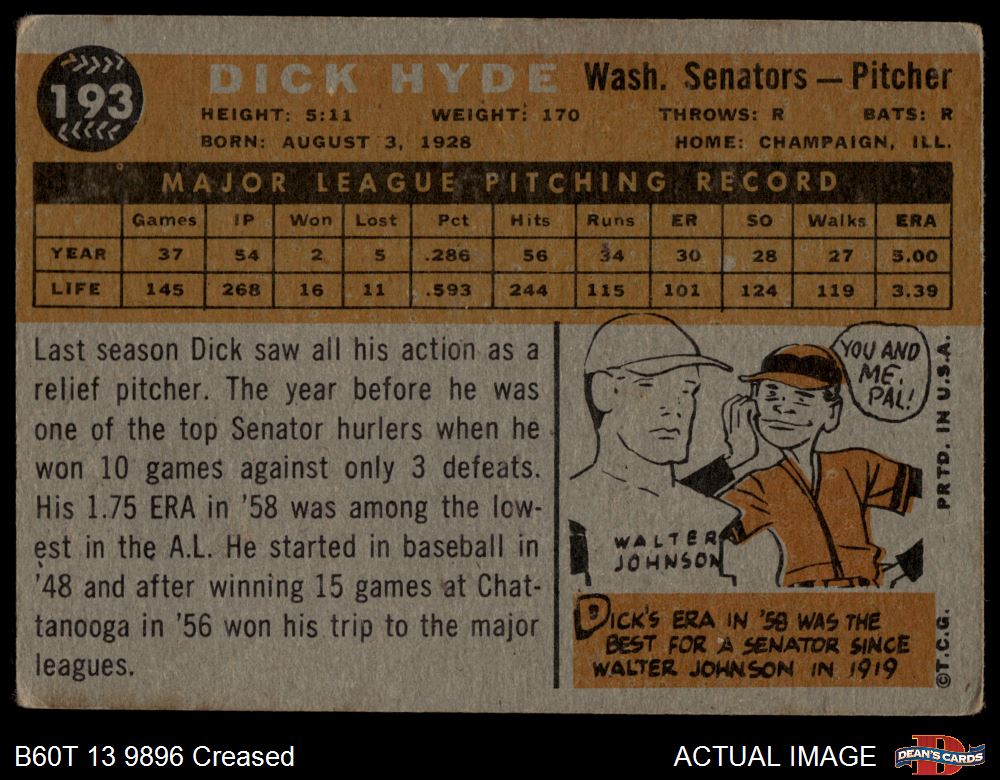 193
DICK HYDE Wash. Senators — Pitcher
HEIGHT: 5:11 WEIGHT: 170 THROWS: R BATS: R
BORN: AUGUST 3, 1928 HOME: CHAMPAIGN, ILL.
MAJOR LEAGUE PITCHING RECORD
Games IP Won Lost Pct Hits Runs ER SO Walks ERA
YEAR 37 54 2 5 .286 56 34 30 28 27 5.00
LIFE 145 268 16 11 .593 244 115 101 124 119 3.39
Last season Dick saw all his action as a
relief pitcher. The year before he was
one of the top Senator hurlers when he
won 10 games against only 3 defeats.
His 1.75 ERA in '58 was among the low-
est in the A.L. He started in baseball in
'48 and after winning 15 games at Chat-
tanooga in '56 won his trip to the major
leagues.
YOU AND
ME,
PAL!
WALTER
JOHNSON
DICK'S ERA IN '58 WAS THE
BEST FOR A SENATOR SINCE
WALTER JOHNSON IN 1919
©T.C.G. PRTD. IN U.S.A.
B60T 13 9896 Creased
ACTUAL IMAGE
DEAN'S CARDS